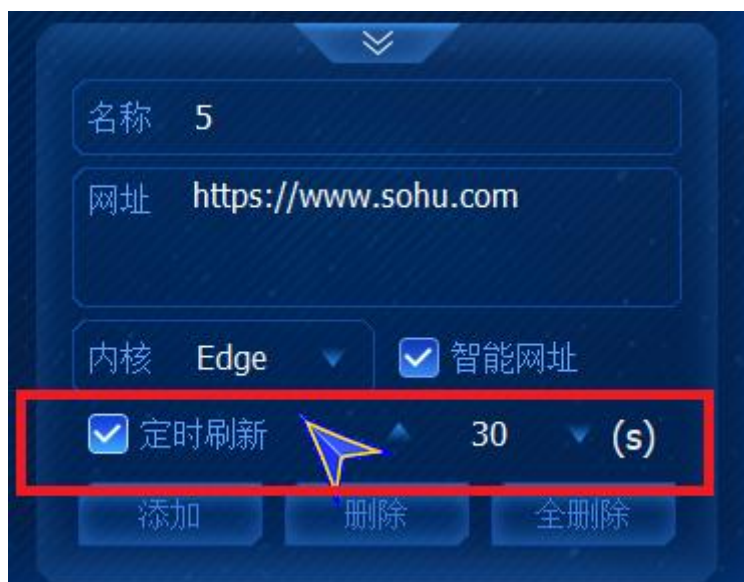 名称 5
网址 https://www.sohu.com
内核 Edge 智能网址
定时刷新 30 (s)
添加 删除 全删除